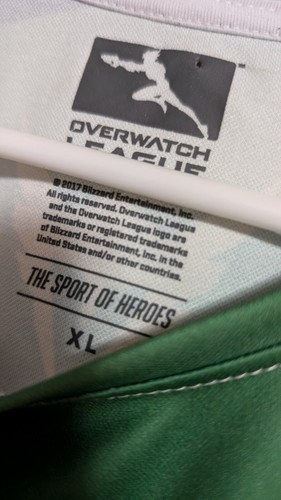 OVERWATCH
LEAGUE
© 2017 Blizzard Entertainment, Inc.
All rights reserved. Overwatch League
and the Overwatch League logo are
trademarks or registered trademarks
of Blizzard Entertainment, Inc. in the
United States and/or other countries.
THE SPORT OF HEROES
XL